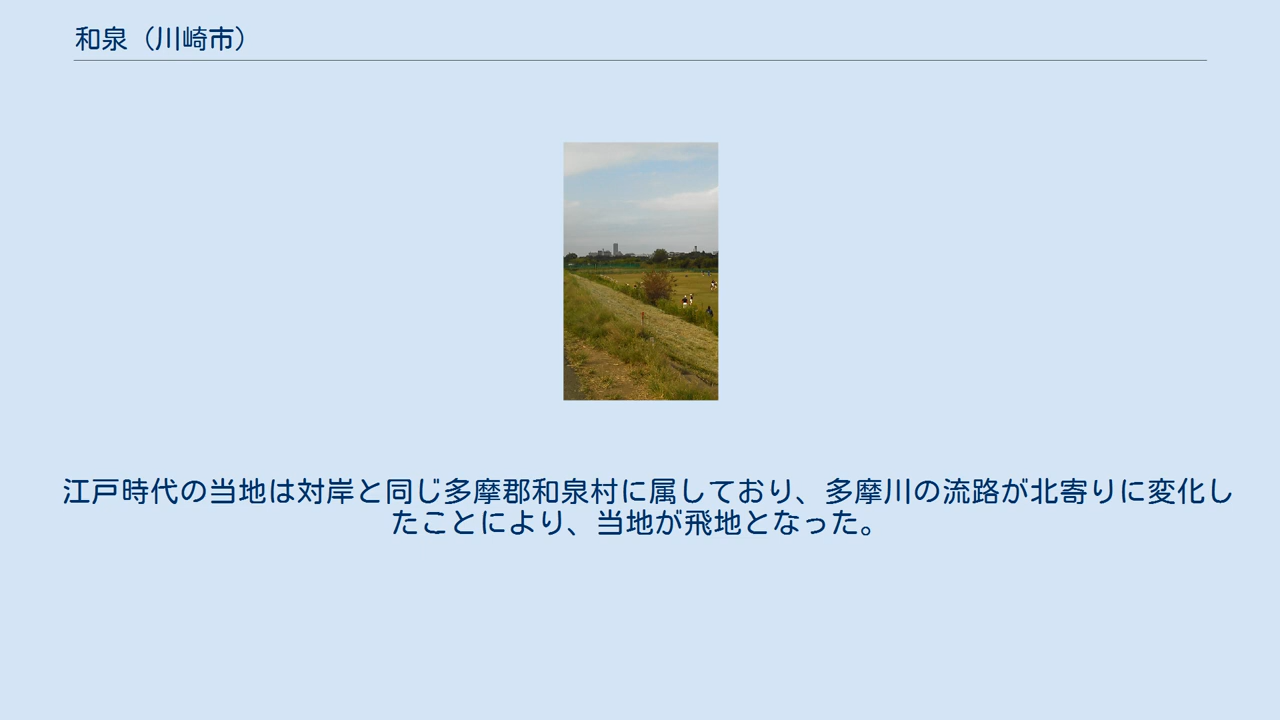 和泉（川崎市）
江戸時代の当地は対岸と同じ多摩郡和泉村に属しており、多摩川の流路が北寄りに変化し
たことにより、当地が飛地となった。